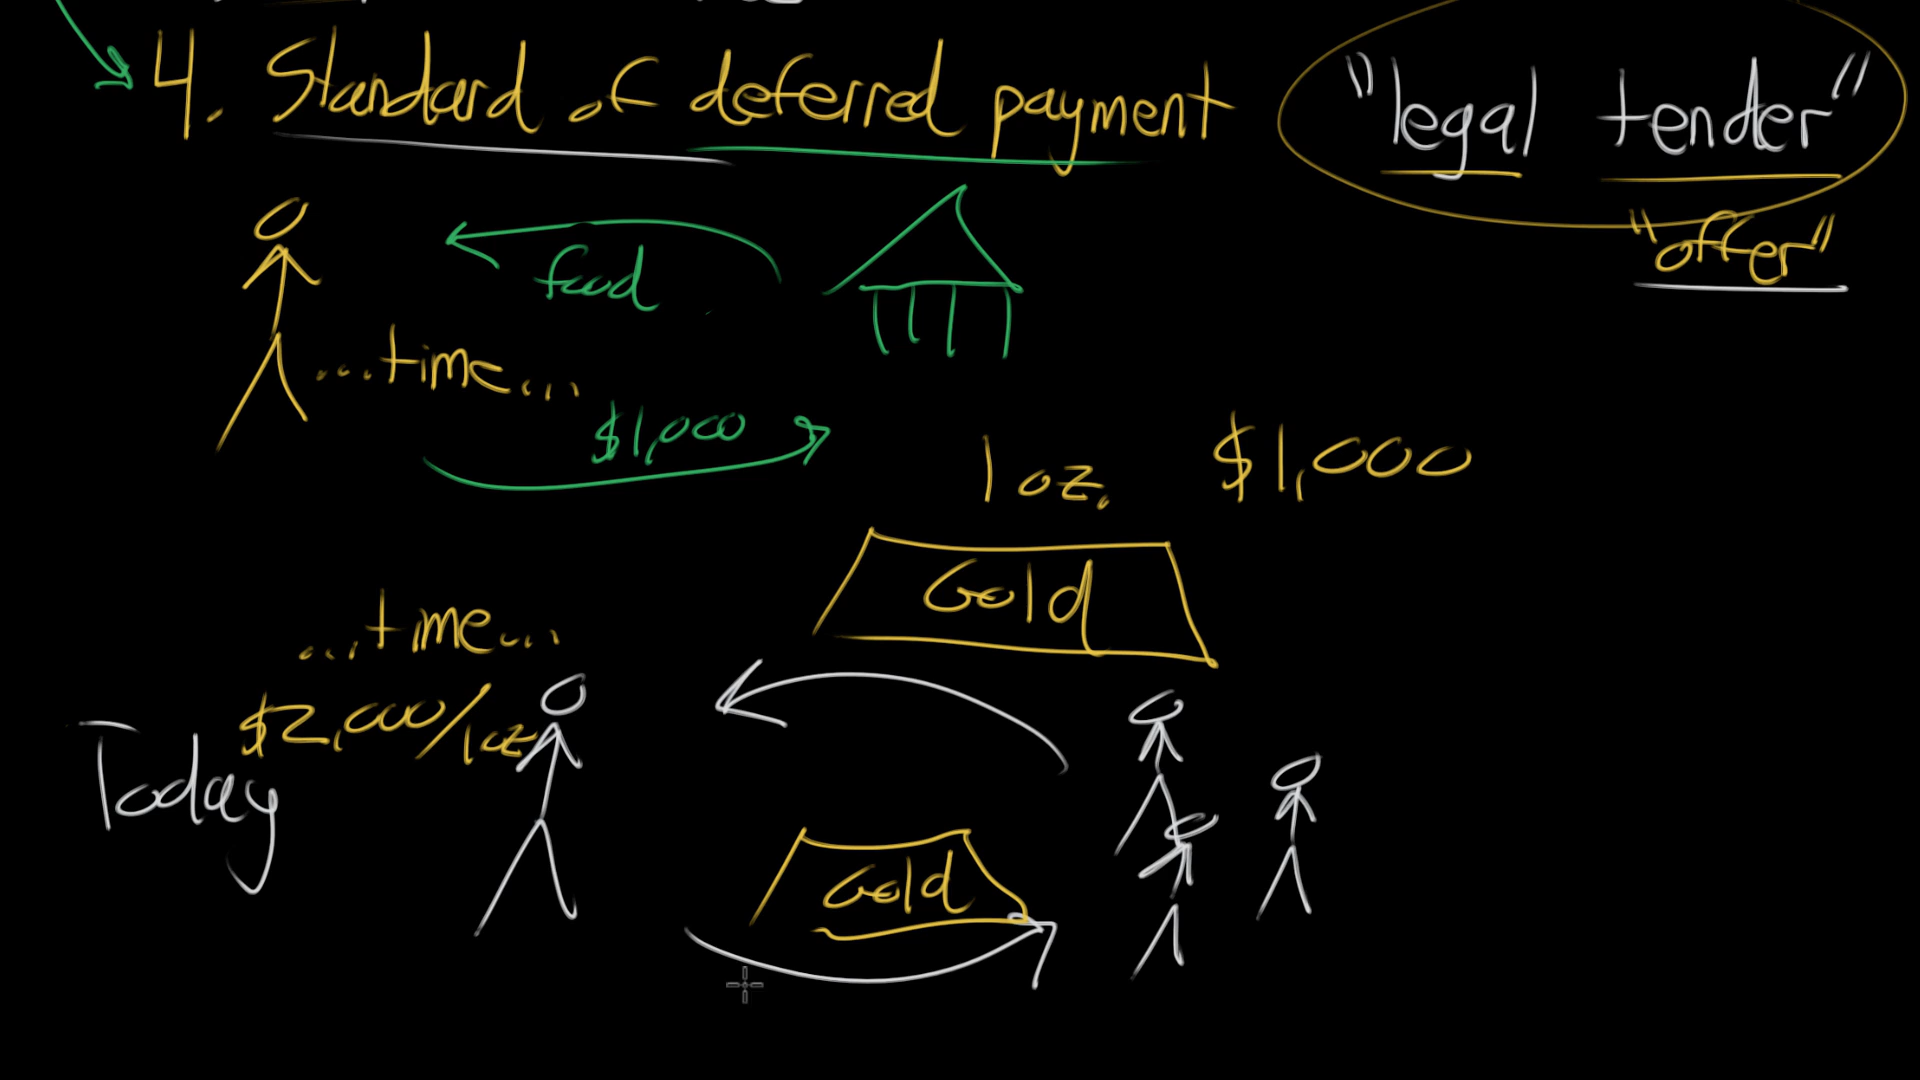 4. Standard of deferred payment "legal tender"
"offer"
food
...time...
$1,000
1 oz. $1,000
Gold
...time...
$2,000/1oz
Today
Gold